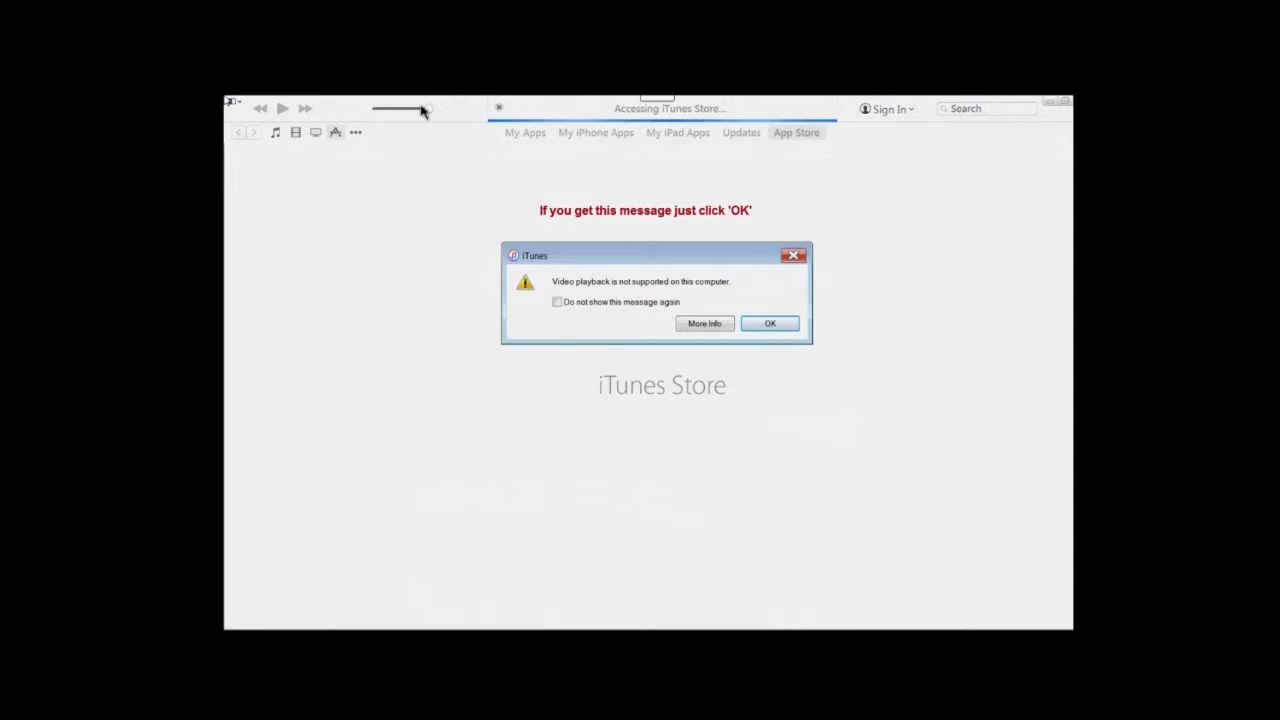 Accessing iTunes Store...
Sign In
Search
My Apps My iPhone Apps My iPad Apps Updates App Store
If you get this message just click 'OK'
iTunes
Video playback is not supported on this computer.
Do not show this message again
More Info OK
iTunes Store